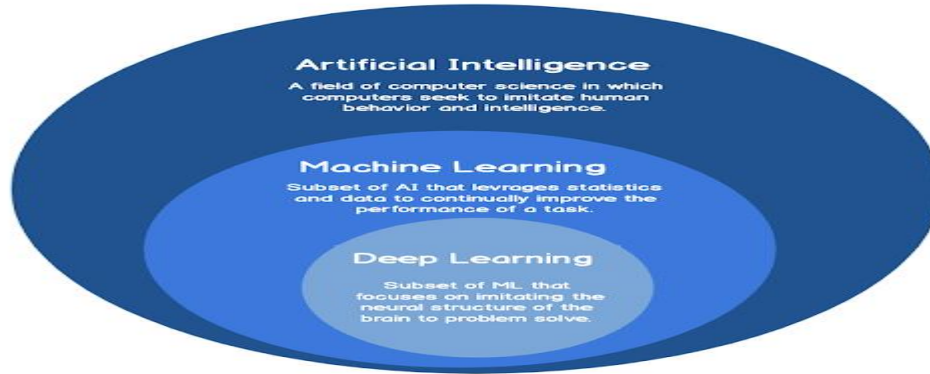 Artificial Intelligence
A field of computer science in which
computers seek to imitate human
behavior and intelligence.
Machine Learning
Subset of AI that levrages statistics
and data to continually improve the
performance of a task.
Deep Learning
Subset of ML that
focuses on imitating the
neural structure of the
brain to problem solve.